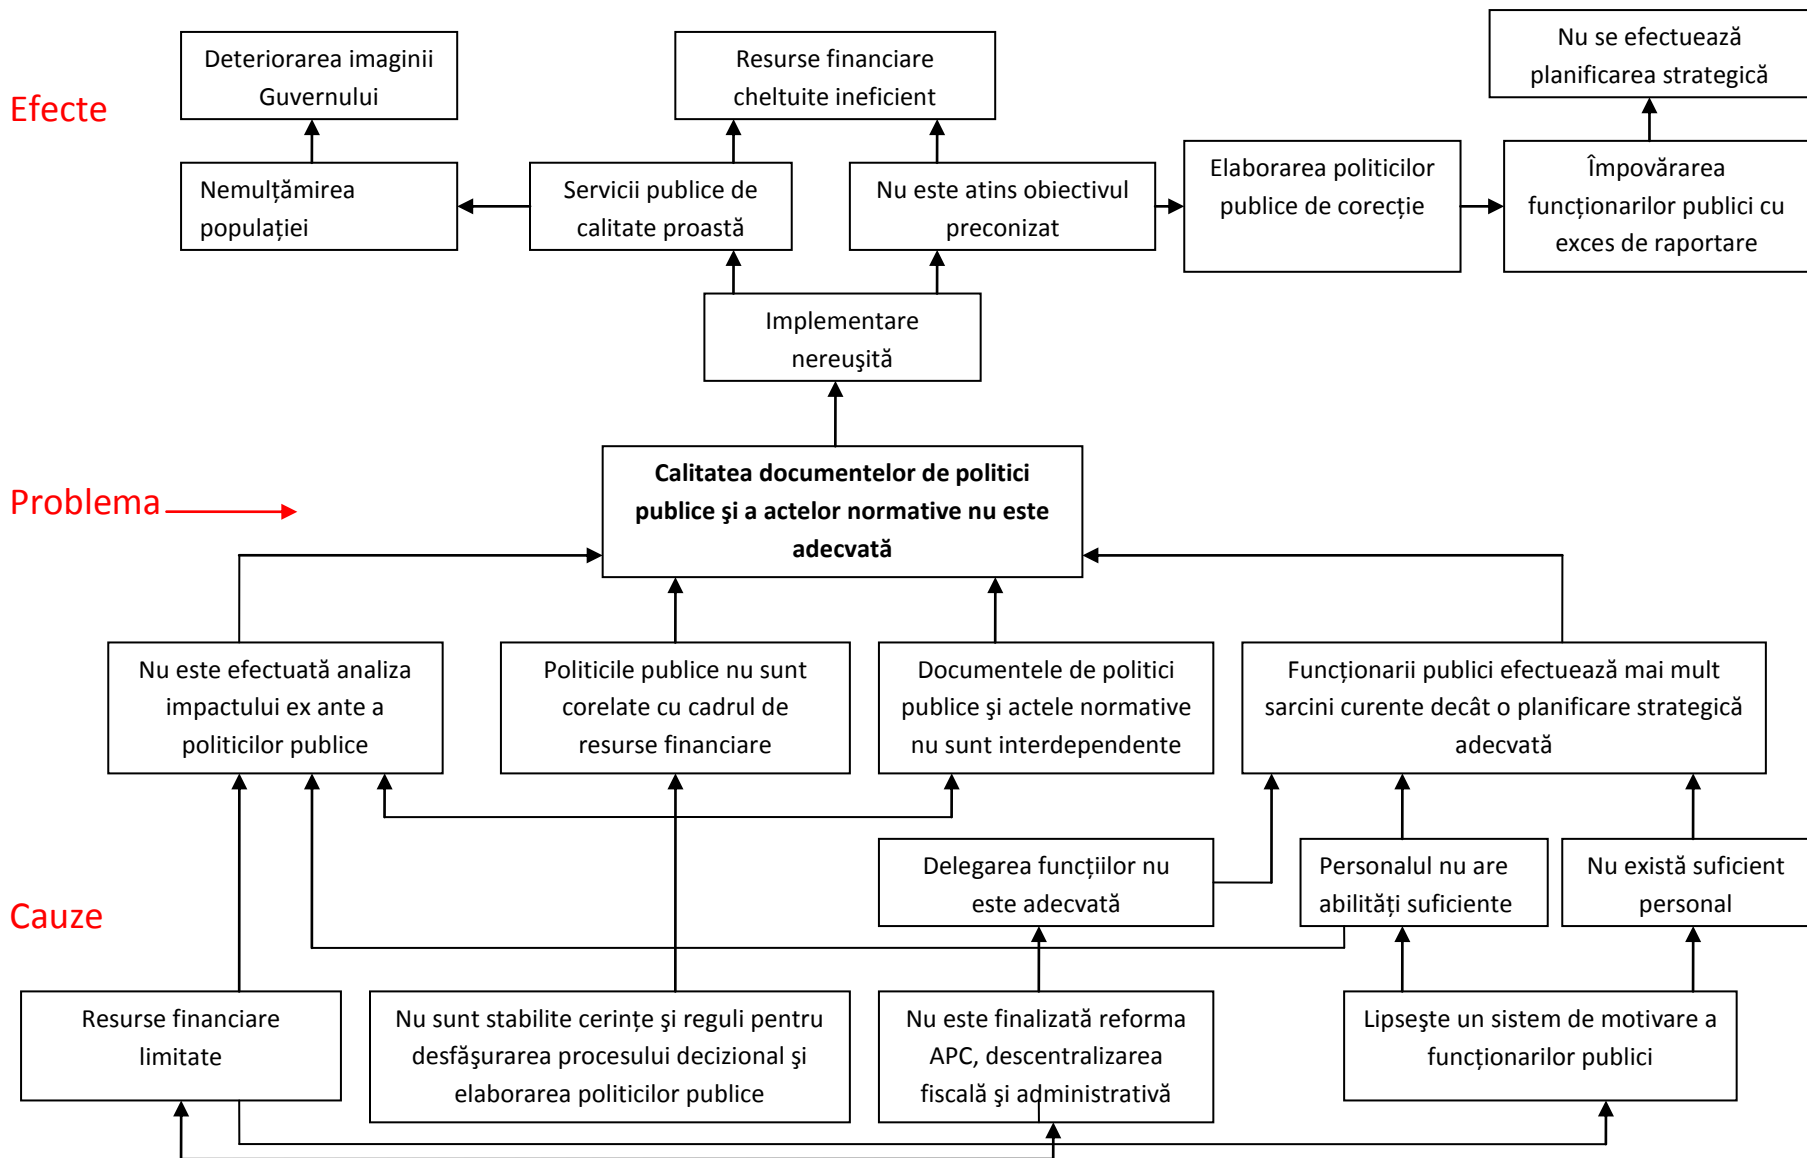 Efecte
Deteriorarea imaginii
Guvernului
Resurse financiare
cheltuite ineficient
Nu se efectuează
planificarea strategică
Nemulțămirea
populației
Servicii publice de
calitate proastă
Nu este atins obiectivul
preconizat
Elaborarea politicilor
publice de corecție
Împovărarea
funcționarilor publici cu
exces de raportare
Implementare
nereuşită
Problema
Calitatea documentelor de politici
publice şi a actelor normative nu este
adecvată
Nu este efectuată analiza
impactului ex ante a
politicilor publice
Politicile publice nu sunt
corelate cu cadrul de
resurse financiare
Documentele de politici
publice şi actele normative
nu sunt interdependente
Funcționarii publici efectuează mai mult
sarcini curente decât o planificare strategică
adecvată
Cauze
Delegarea funcțiilor nu
este adecvată
Personalul nu are
abilități suficiente
Nu există suficient
personal
Resurse financiare
limitate
Nu sunt stabilite cerințe şi reguli pentru
desfăşurarea procesului decizional şi
elaborarea politicilor publice
Nu este finalizată reforma
APC, descentralizarea
fiscală şi administrativă
Lipseşte un sistem de motivare a
funcționarilor publici